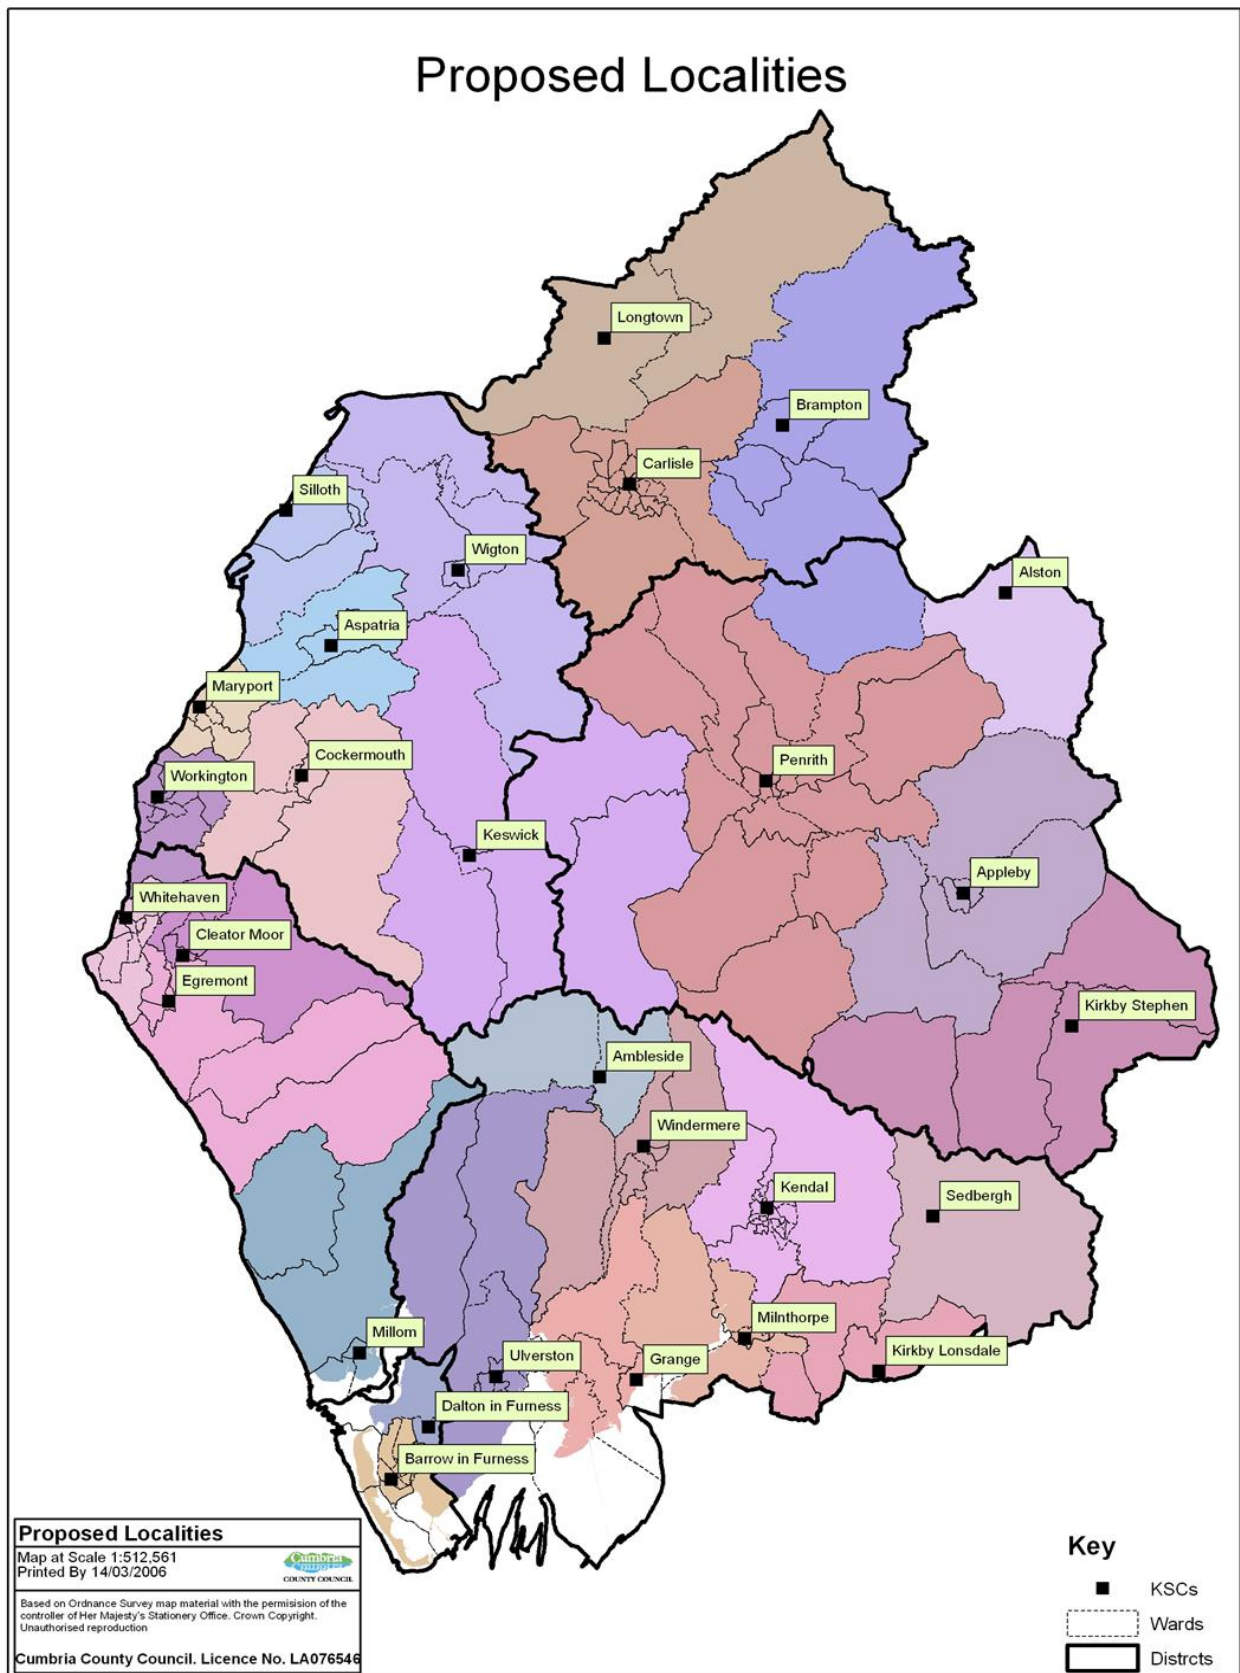 Proposed Localities
Longtown
Brampton
Carlisle
Silloth
Wigton
Alston
Aspatria
Maryport
Cockermouth
Penrith
Workington
Keswick
Appleby
Whitehaven
Cleator Moor
Egremont
Kirkby Stephen
Ambleside
Windermere
Kendal
Sedbergh
Milnthorpe
Millom
Ulverston
Grange
Kirkby Lonsdale
Dalton in Furness
Barrow in Furness
Proposed Localities
Map at Scale 1:512,561
Printed By 14/03/2006
Cumbria
COUNTY COUNCIL
Based on Ordnance Survey map material with the permisision of the
controller of Her Majesty's Stationery Office. Crown Copyright.
Unauthorised reproduction
Cumbria County Council. Licence No. LA076546
Key
KSCs
Wards
Distrcts